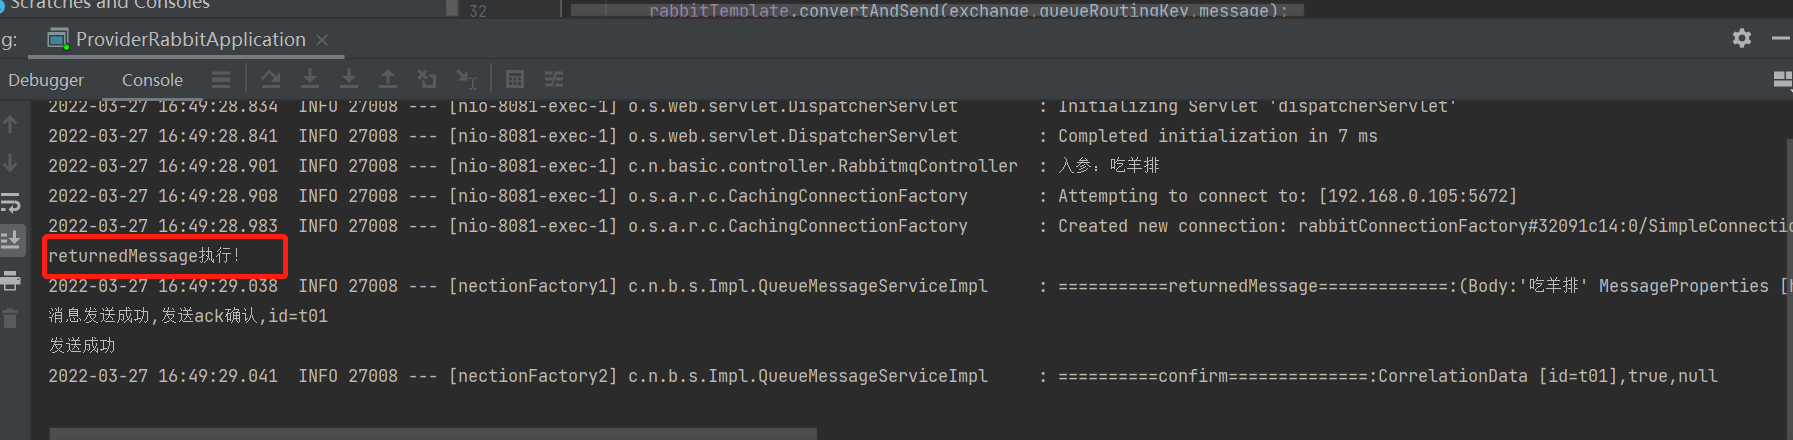 Scratches and Consoles
32 rabbitTemplate.convertAndSend(exchange,queueRoutingKey,message);
g: ProviderRabbitApplication
Debugger Console
2022-03-27 16:49:28.834 INFO 27008 --- [nio-8081-exec-1] o.s.web.servlet.DispatcherServlet : Initializing Servlet 'dispatcherServlet'
2022-03-27 16:49:28.841 INFO 27008 --- [nio-8081-exec-1] o.s.web.servlet.DispatcherServlet : Completed initialization in 7 ms
2022-03-27 16:49:28.901 INFO 27008 --- [nio-8081-exec-1] c.n.basic.controller.RabbitmqController : 入参：吃羊排
2022-03-27 16:49:28.908 INFO 27008 --- [nio-8081-exec-1] o.s.a.r.c.CachingConnectionFactory : Attempting to connect to: [192.168.0.105:5672]
2022-03-27 16:49:28.983 INFO 27008 --- [nio-8081-exec-1] o.s.a.r.c.CachingConnectionFactory : Created new connection: rabbitConnectionFactory#32091c14:0/SimpleConnecti
returnedMessage执行！
2022-03-27 16:49:29.038 INFO 27008 --- [nectionFactory1] c.n.b.s.Impl.QueueMessageServiceImpl : ===========returnedMessage=============:(Body:'吃羊排' MessageProperties [h
消息发送成功,发送ack确认,id=t01
发送成功
2022-03-27 16:49:29.041 INFO 27008 --- [nectionFactory2] c.n.b.s.Impl.QueueMessageServiceImpl : ==========confirm==============:CorrelationData [id=t01],true,null